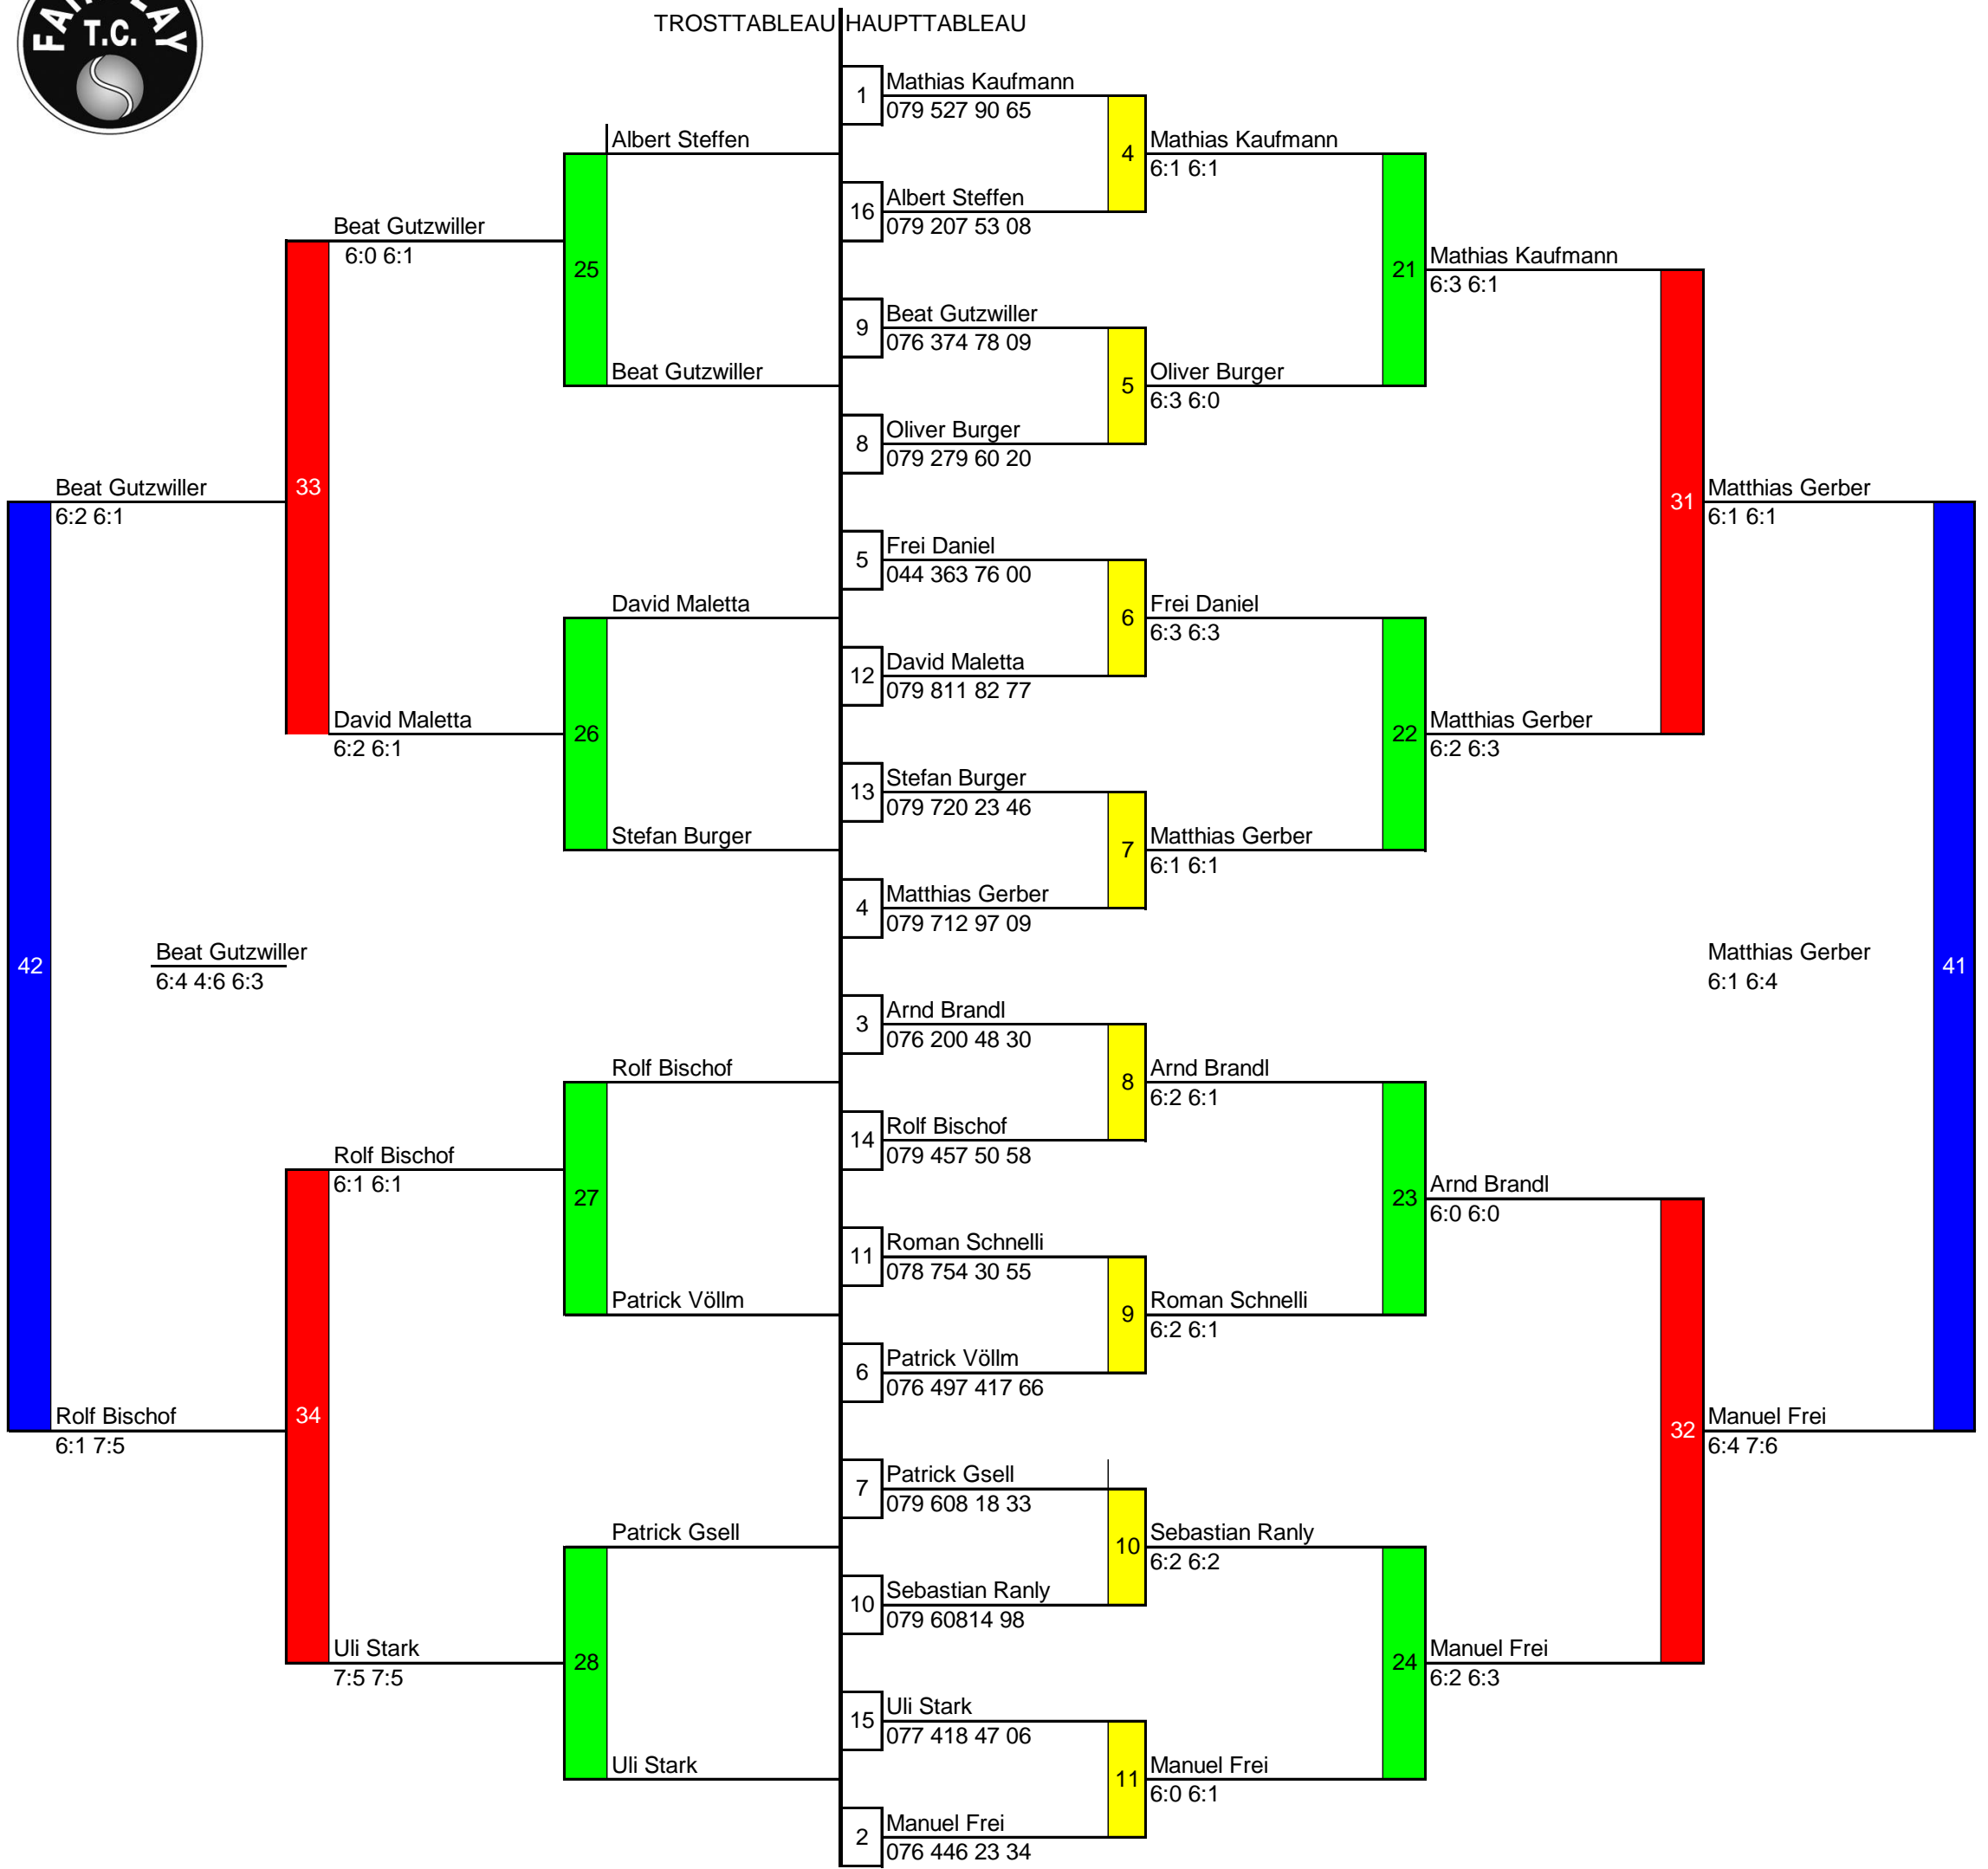 FAIR PLAY
T.C.
TROSTTABLEAU HAUPTTABLEAU
1 Mathias Kaufmann
079 527 90 65
Albert Steffen
4 Mathias Kaufmann
6:1 6:1
16 Albert Steffen
079 207 53 08
Beat Gutzwiller
6:0 6:1
25
21 Mathias Kaufmann
6:3 6:1
9 Beat Gutzwiller
076 374 78 09
Beat Gutzwiller
5 Oliver Burger
6:3 6:0
8 Oliver Burger
079 279 60 20
Beat Gutzwiller
6:2 6:1
33
31 Matthias Gerber
6:1 6:1
5 Frei Daniel
044 363 76 00
David Maletta
6 Frei Daniel
6:3 6:3
12 David Maletta
079 811 82 77
David Maletta
6:2 6:1
26
22 Matthias Gerber
6:2 6:3
13 Stefan Burger
079 720 23 46
Stefan Burger
7 Matthias Gerber
6:1 6:1
4 Matthias Gerber
079 712 97 09
42
Beat Gutzwiller
6:4 4:6 6:3
Matthias Gerber
6:1 6:4
41
3 Arnd Brandl
076 200 48 30
Rolf Bischof
8 Arnd Brandl
6:2 6:1
14 Rolf Bischof
079 457 50 58
Rolf Bischof
6:1 6:1
27
23 Arnd Brandl
6:0 6:0
11 Roman Schnelli
078 754 30 55
Patrick Völlm
9 Roman Schnelli
6:2 6:1
6 Patrick Völlm
076 497 417 66
Rolf Bischof
6:1 7:5
34
32 Manuel Frei
6:4 7:6
7 Patrick Gsell
079 608 18 33
Patrick Gsell
10 Sebastian Ranly
6:2 6:2
10 Sebastian Ranly
079 60814 98
Uli Stark
7:5 7:5
28
24 Manuel Frei
6:2 6:3
15 Uli Stark
077 418 47 06
Uli Stark
11 Manuel Frei
6:0 6:1
2 Manuel Frei
076 446 23 34